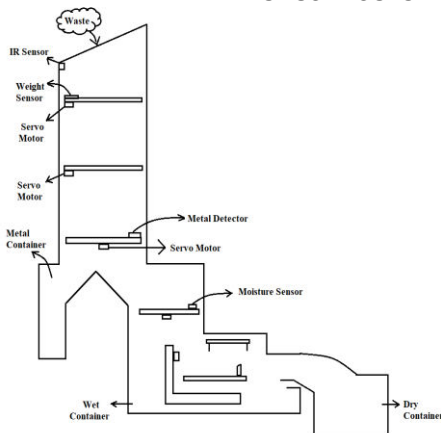 Waste
IR Sensor
Weight
Sensor
Servo
Motor
Servo
Motor
Metal Detector
Metal
Container
Servo Motor
Moisture Sensor
Wet
Container
Dry
Container